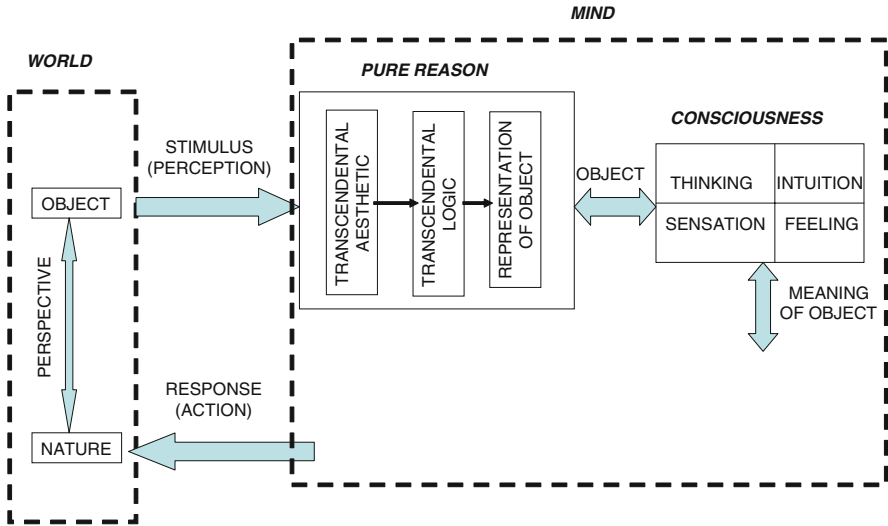 MIND
WORLD
PURE REASON
STIMULUS
(PERCEPTION)
OBJECT
PERSPECTIVE
NATURE
RESPONSE
(ACTION)
TRANSCENDENTAL
AESTHETIC
TRANSCENDENTAL
LOGIC
REPRESENTATION
OF OBJECT
OBJECT
CONSCIOUSNESS
THINKING
INTUITION
SENSATION
FEELING
MEANING
OF OBJECT